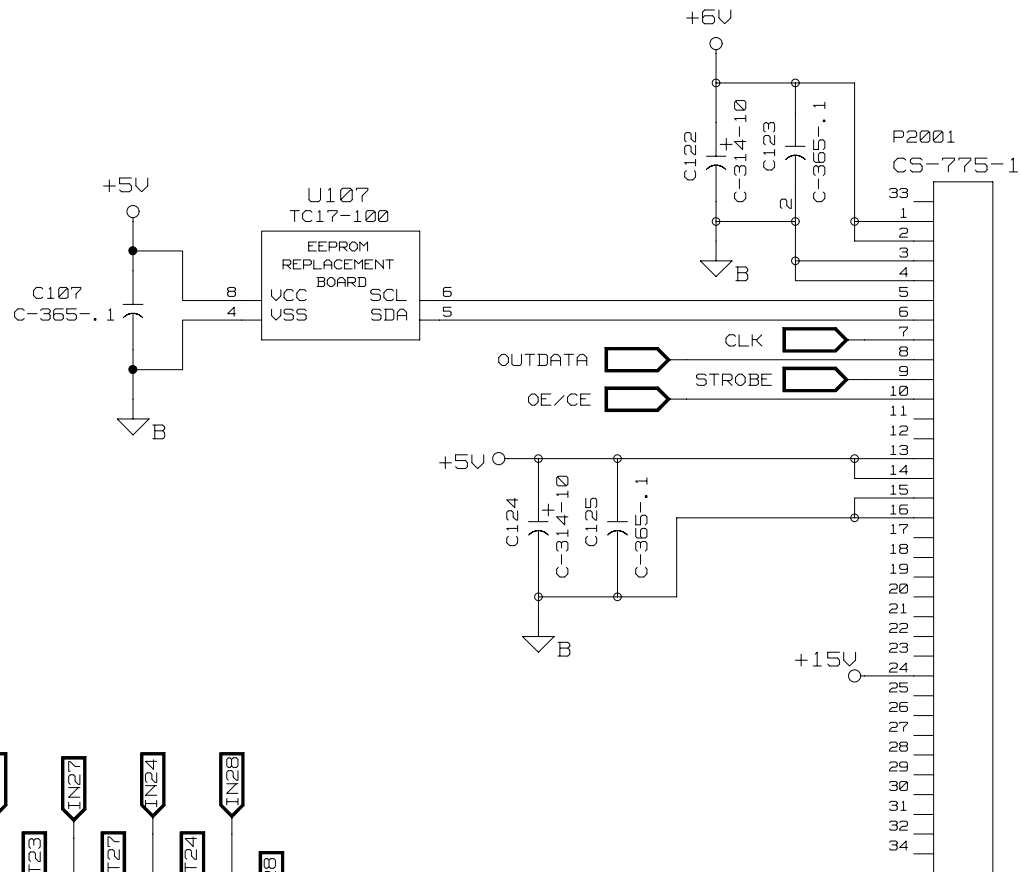 +6V
C122
+
C-314-10
C123
C-365-.1
2
P2001
CS-775-1
+5V
C107
C-365-.1
B
U107
TC17-100
EEPROM
REPLACEMENT
BOARD
8
VCC
SCL
6
4
VSS
SDA
5
B
CLK
OUTDATA
STROBE
OE/CE
+5V
C124
+
C-314-10
C125
C-365-.1
B
+15V
33
1
2
3
4
5
6
7
8
9
10
11
12
13
14
15
16
17
18
19
20
21
22
23
24
25
26
27
28
29
30
31
32
34
IN27
IN24
IN28
T23
T27
T24